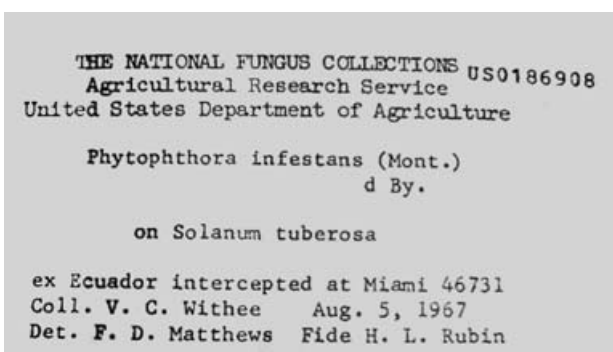 THE NATIONAL FUNGUS COLLECTIONS US0186908
Agricultural Research Service
United States Department of Agriculture
Phytophthora infestans (Mont.)
d By.
on Solanum tuberosa
ex Ecuador intercepted at Miami 46731
Coll. V. C. Withee Aug. 5, 1967
Det. F. D. Matthews Fide H. L. Rubin